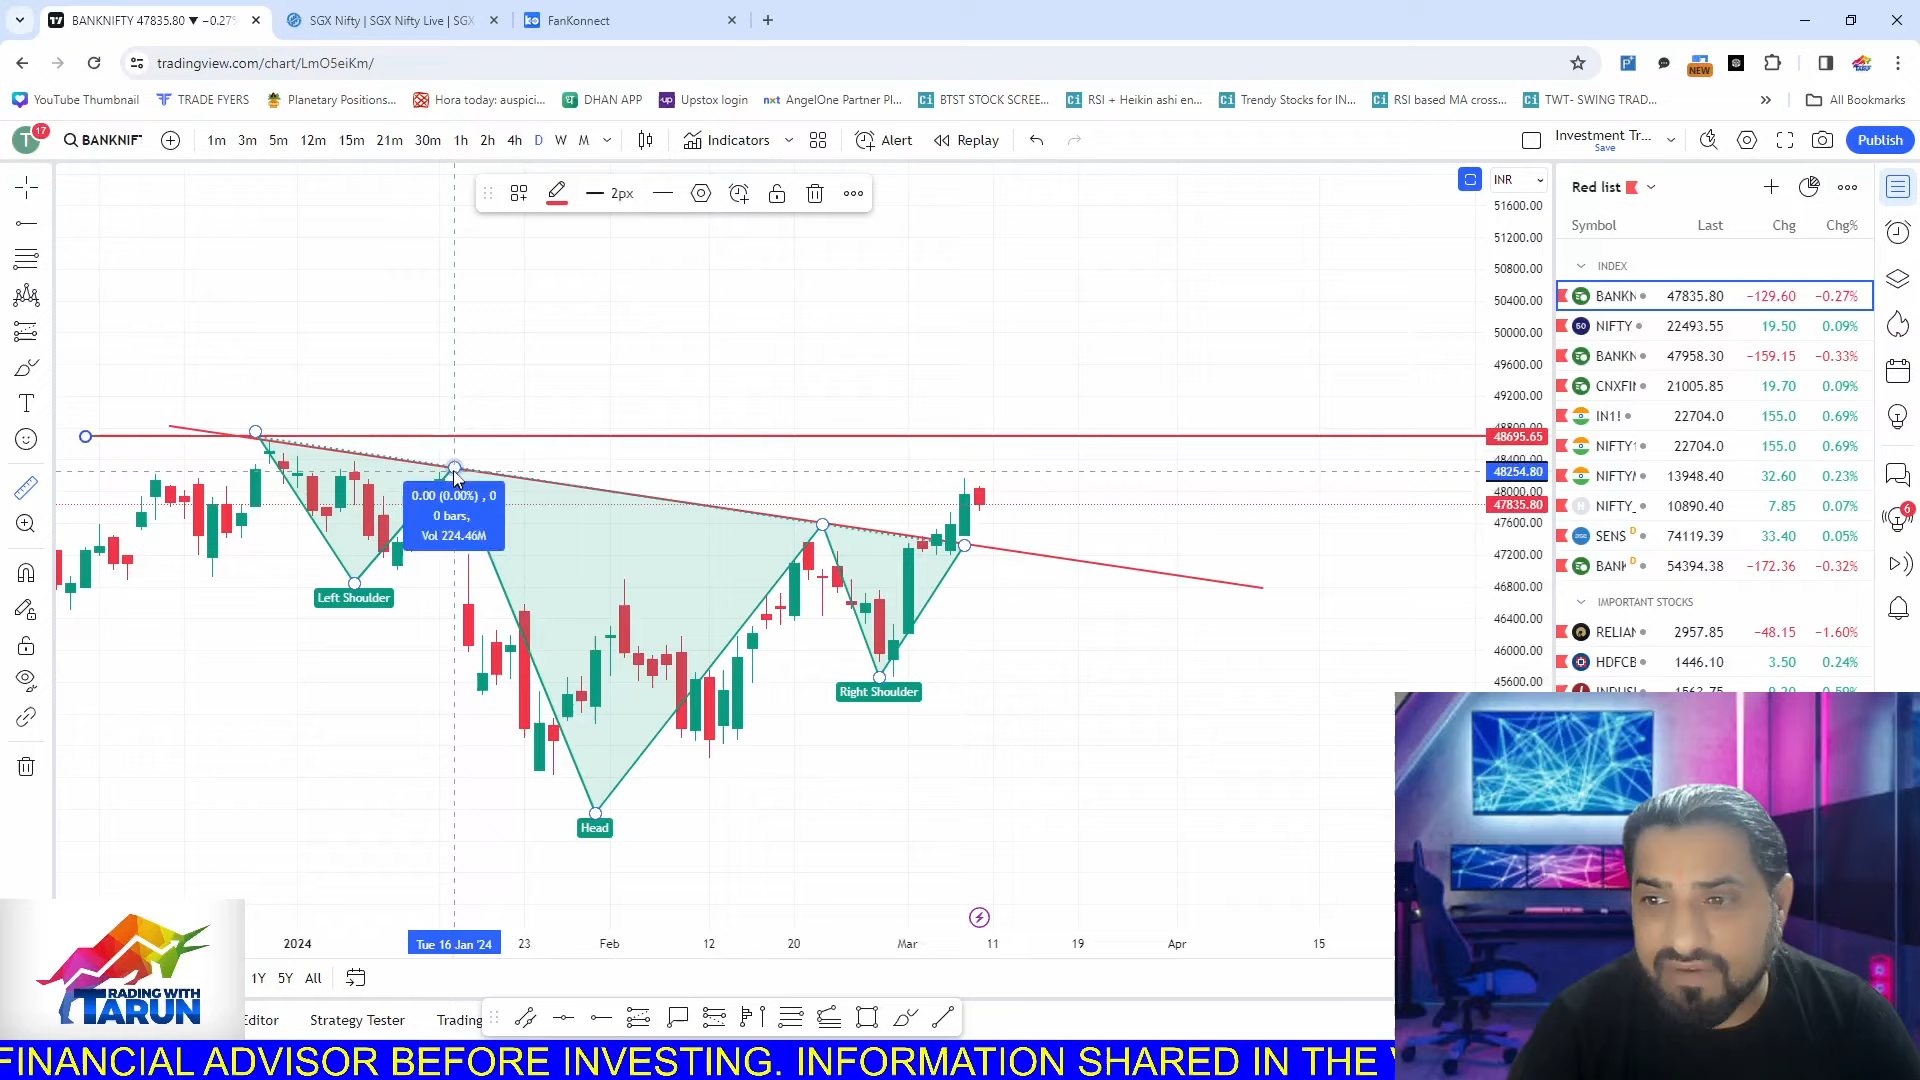 BANKNIFTY 47835.80 ▼ −0.27%
SGX Nifty | SGX Nifty Live | SGX
FanKonnect
tradingview.com/chart/LmO5eiKm/
NEW
YouTube Thumbnail
TRADE FYERS
Planetary Positions...
Hora today: auspici...
DHAN APP
Upstox login
AngelOne Partner Pl...
BTST STOCK SCREE...
RSI + Heikin ashi en...
Trendy Stocks for IN...
RSI based MA cross...
TWT- SWING TRAD...
All Bookmarks
T
17
BANKNIF
1m 3m 5m 12m 15m 21m 30m 1h 2h 4h D W M
Indicators
Alert
Replay
Investment Tr...
Save
Publish
2px
INR
51600.00
51200.00
50800.00
50400.00
50000.00
49600.00
49200.00
48695.65
48400.00
48254.80
48000.00
47835.80
47600.00
47200.00
46800.00
46400.00
46000.00
45600.00
Red list
Symbol Last Chg Chg%
INDEX
BANKN 47835.80 −129.60 −0.27%
NIFTY 22493.55 19.50 0.09%
BANKN 47958.30 −159.15 −0.33%
CNXFI 21005.85 19.70 0.09%
IN1! 22704.0 155.0 0.69%
NIFTY 22704.0 155.0 0.69%
NIFTY 13948.40 32.60 0.23%
NIFTY_ 10890.40 7.85 0.07%
SENS D 74119.39 33.40 0.05%
BANK D 54394.38 −172.36 −0.32%
IMPORTANT STOCKS
RELIAN 2957.85 −48.15 −1.60%
HDFCB 1446.10 3.50 0.24%
6
0.00 (0.00%) , 0
0 bars,
Vol 224.46M
Left Shoulder
Head
Right Shoulder
2024
Tue 16 Jan '24
23
Feb
12
20
Mar
11
19
Apr
15
1Y 5Y All
Editor
Strategy Tester
Trading
TRADING WITH
TARUN
FINANCIAL ADVISOR BEFORE INVESTING. INFORMATION SHARED IN THE